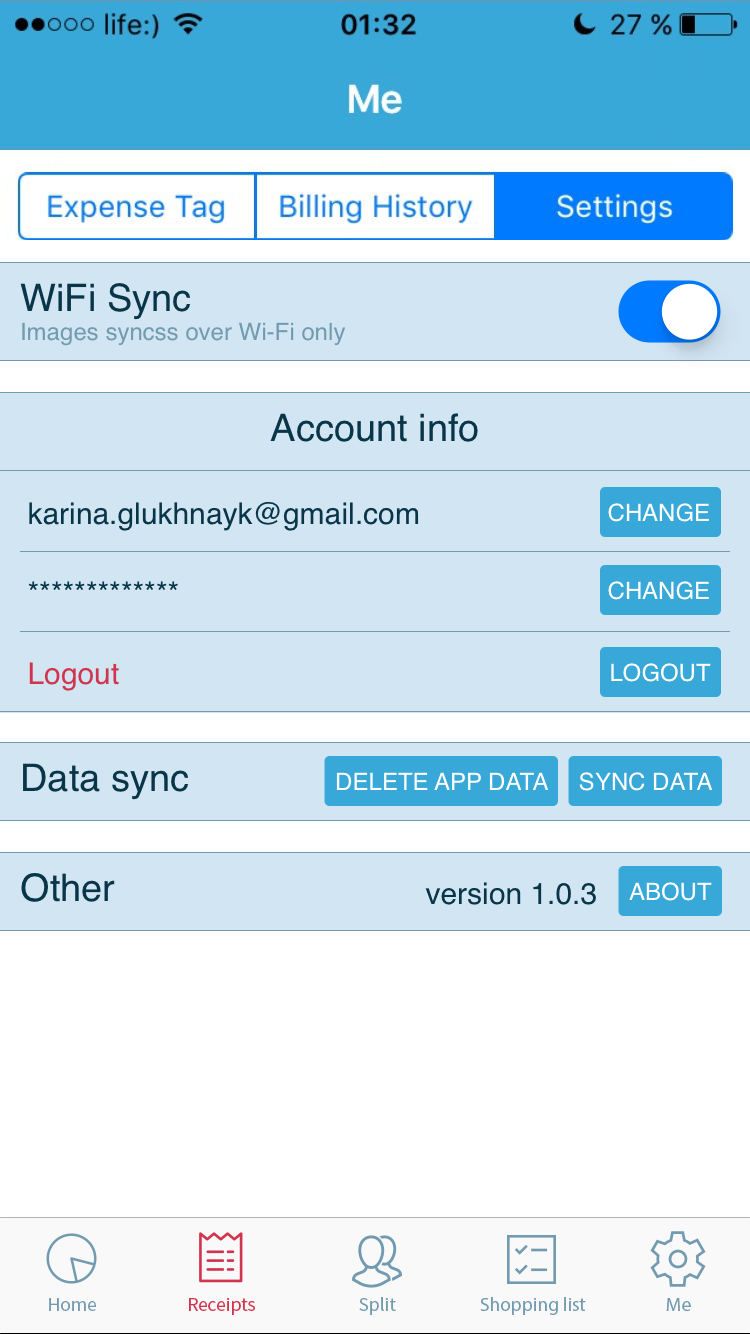 life:) 01:32 27 %
Me
Expense Tag Billing History Settings
WiFi Sync
Images syncss over Wi-Fi only
Account info
karina.glukhnayk@gmail.com CHANGE
************* CHANGE
Logout LOGOUT
Data sync DELETE APP DATA SYNC DATA
Other version 1.0.3 ABOUT
Home Receipts Split Shopping list Me